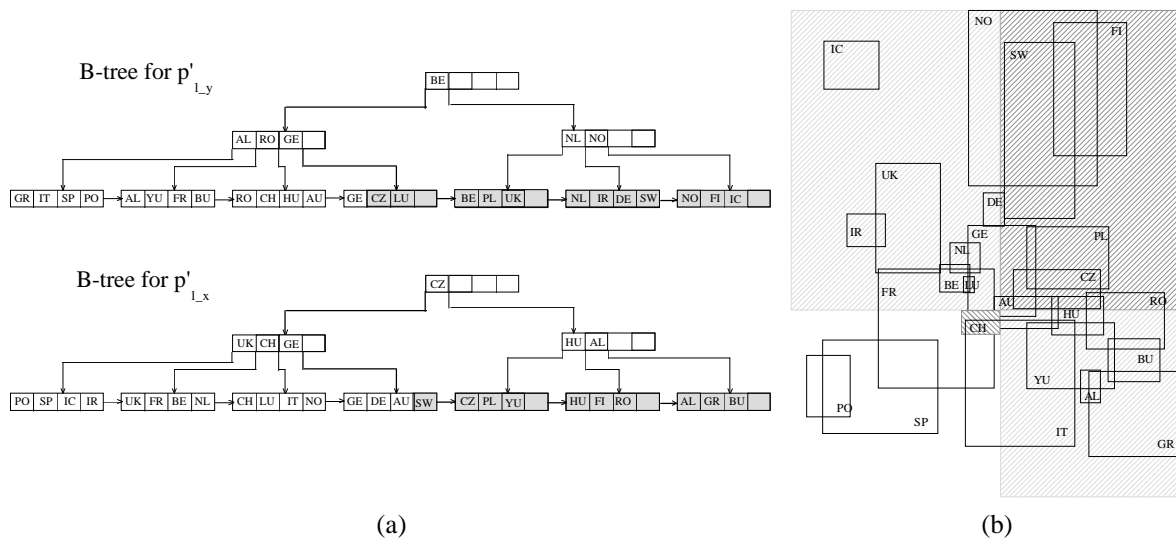 B-tree for p'l_y
BE
AL RO GE
NL NO
GR IT SP PO
AL YU FR BU
RO CH HU AU
GE CZ LU
BE PL UK
NL IR DE SW
NO FI IC
B-tree for p'l_x
CZ
UK CH GE
HU AL
PO SP IC IR
UK FR BE NL
CH LU IT NO
GE DE AU SW
CZ PL YU
HU FI RO
AL GR BU
(a)
NO
FI
IC
SW
UK
DE
IR
GE
PL
NL
CZ
BE
LU
FR
AU
RO
HU
CH
BU
YU
AL
PO
SP
IT
GR
(b)